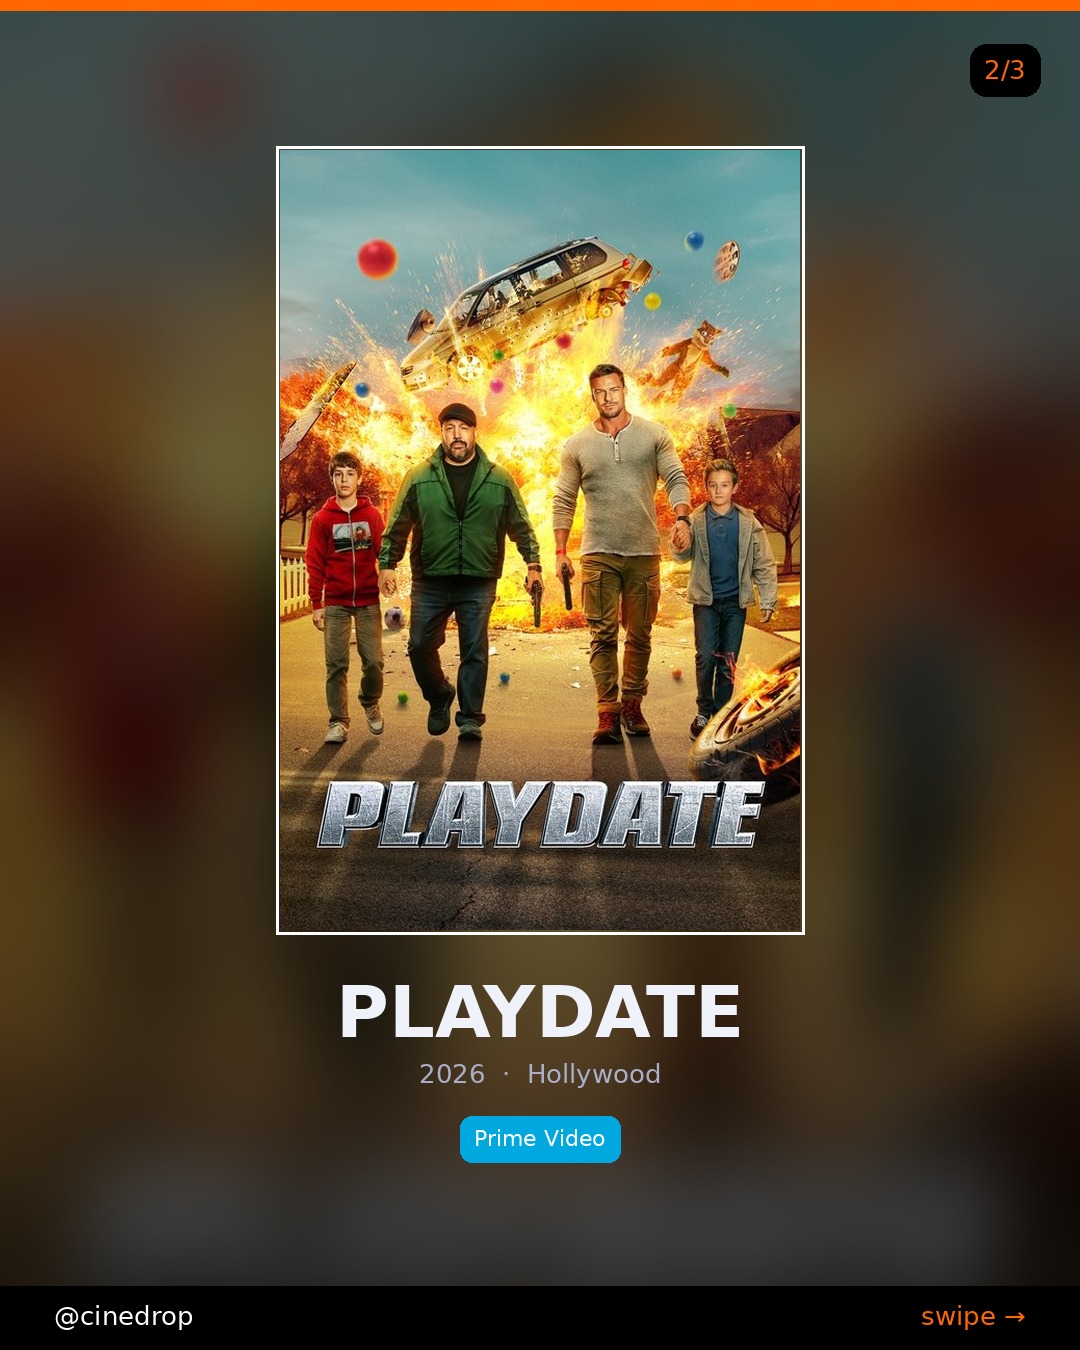 2/3
PLAYDATE
PLAYDATE
2026 · Hollywood
Prime Video
@cinedrop
swipe →